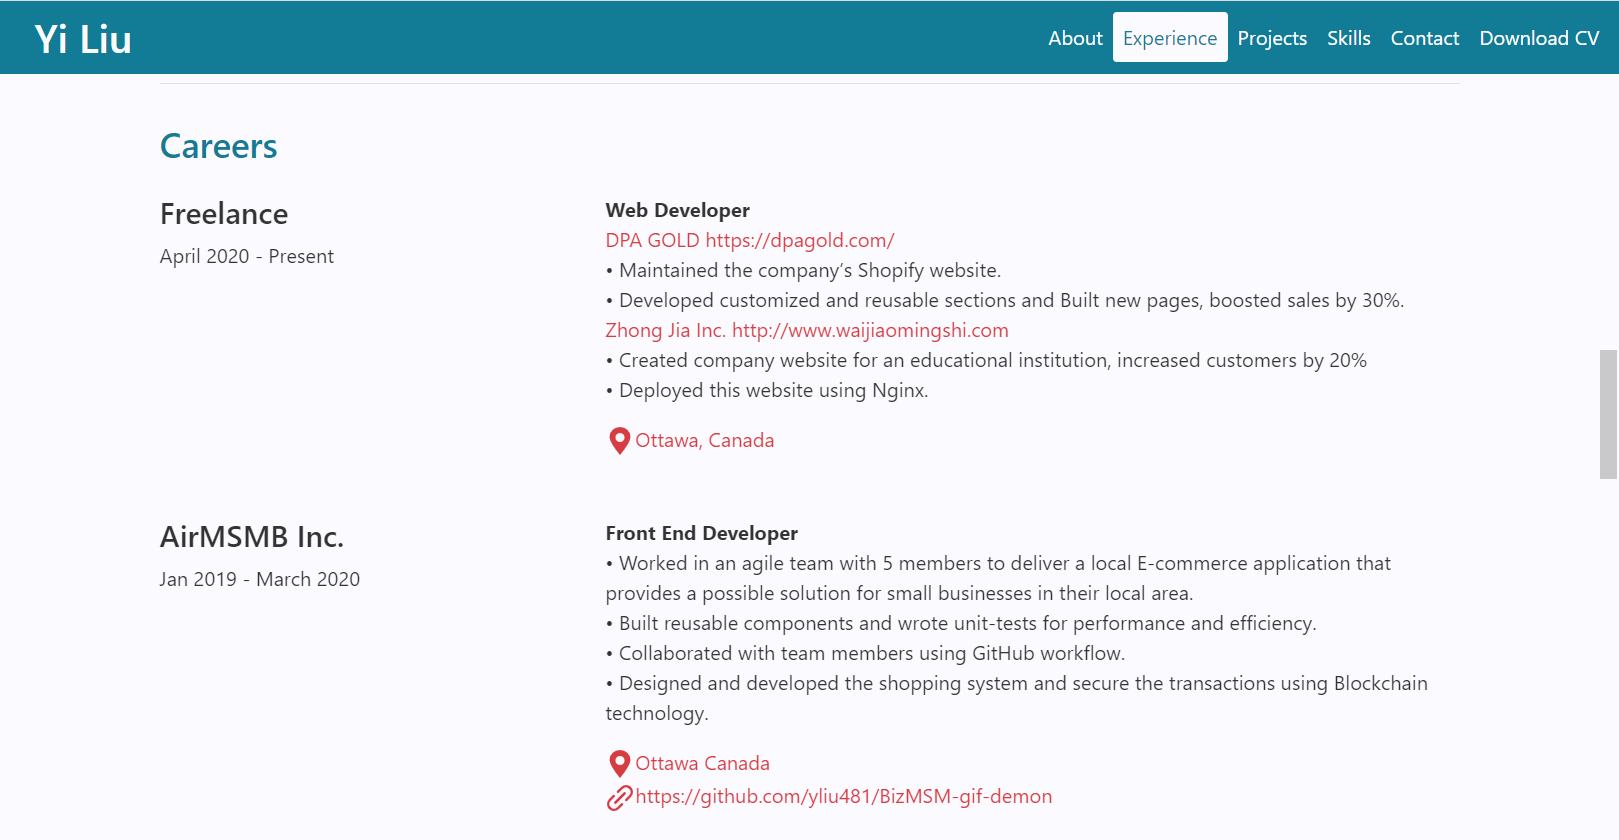 Yi Liu
About Experience Projects Skills Contact Download CV
Careers
Freelance
April 2020 - Present
Web Developer
DPA GOLD https://dpagold.com/
• Maintained the company’s Shopify website.
• Developed customized and reusable sections and Built new pages, boosted sales by 30%.
Zhong Jia Inc. http://www.waijiaomingshi.com
• Created company website for an educational institution, increased customers by 20%
• Deployed this website using Nginx.
Ottawa, Canada
AirMSMB Inc.
Jan 2019 - March 2020
Front End Developer
• Worked in an agile team with 5 members to deliver a local E-commerce application that
provides a possible solution for small businesses in their local area.
• Built reusable components and wrote unit-tests for performance and efficiency.
• Collaborated with team members using GitHub workflow.
• Designed and developed the shopping system and secure the transactions using Blockchain
technology.
Ottawa Canada
https://github.com/yliu481/BizMSM-gif-demon